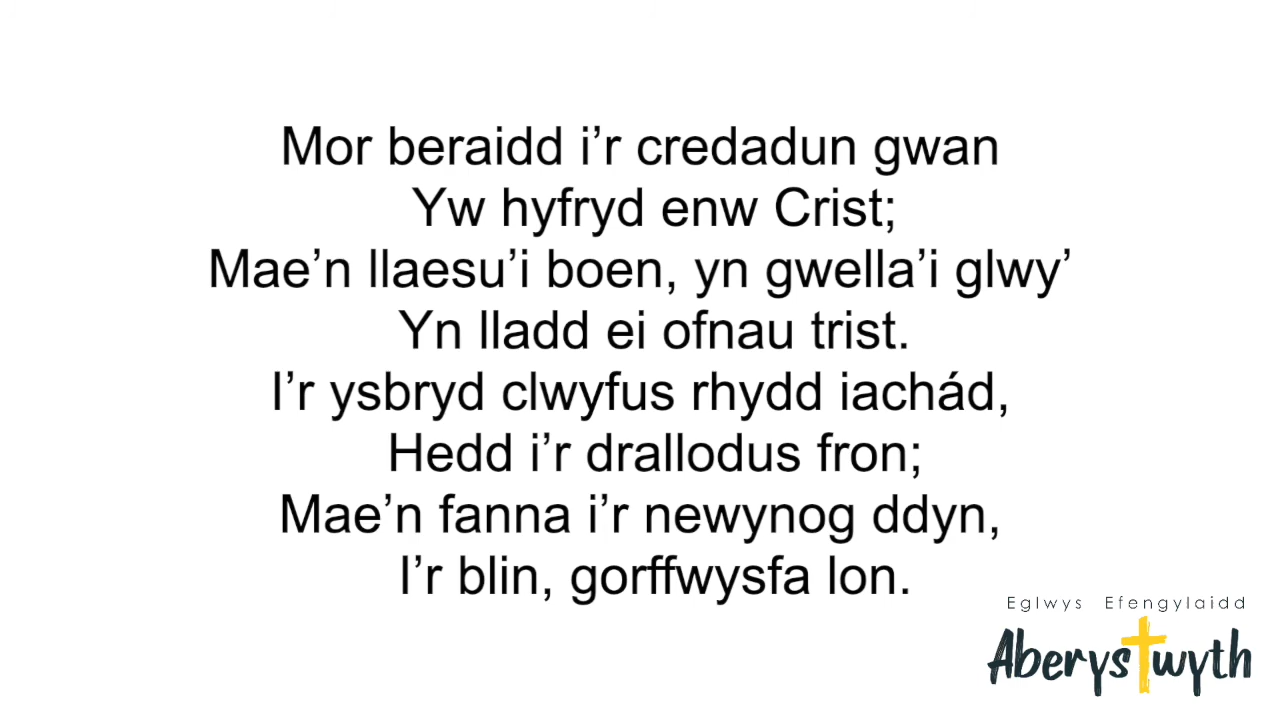 Mor beraidd i’r credadun gwan
Yw hyfryd enw Crist;
Mae’n llaesu’i boen, yn gwella’i glwy’
Yn lladd ei ofnau trist.
I’r ysbryd clwyfus rhydd iachád,
Hedd i’r drallodus fron;
Mae’n fanna i’r newynog ddyn,
I’r blin, gorffwysfa lon.
Eglwys Efengylaidd
Aberystwyth